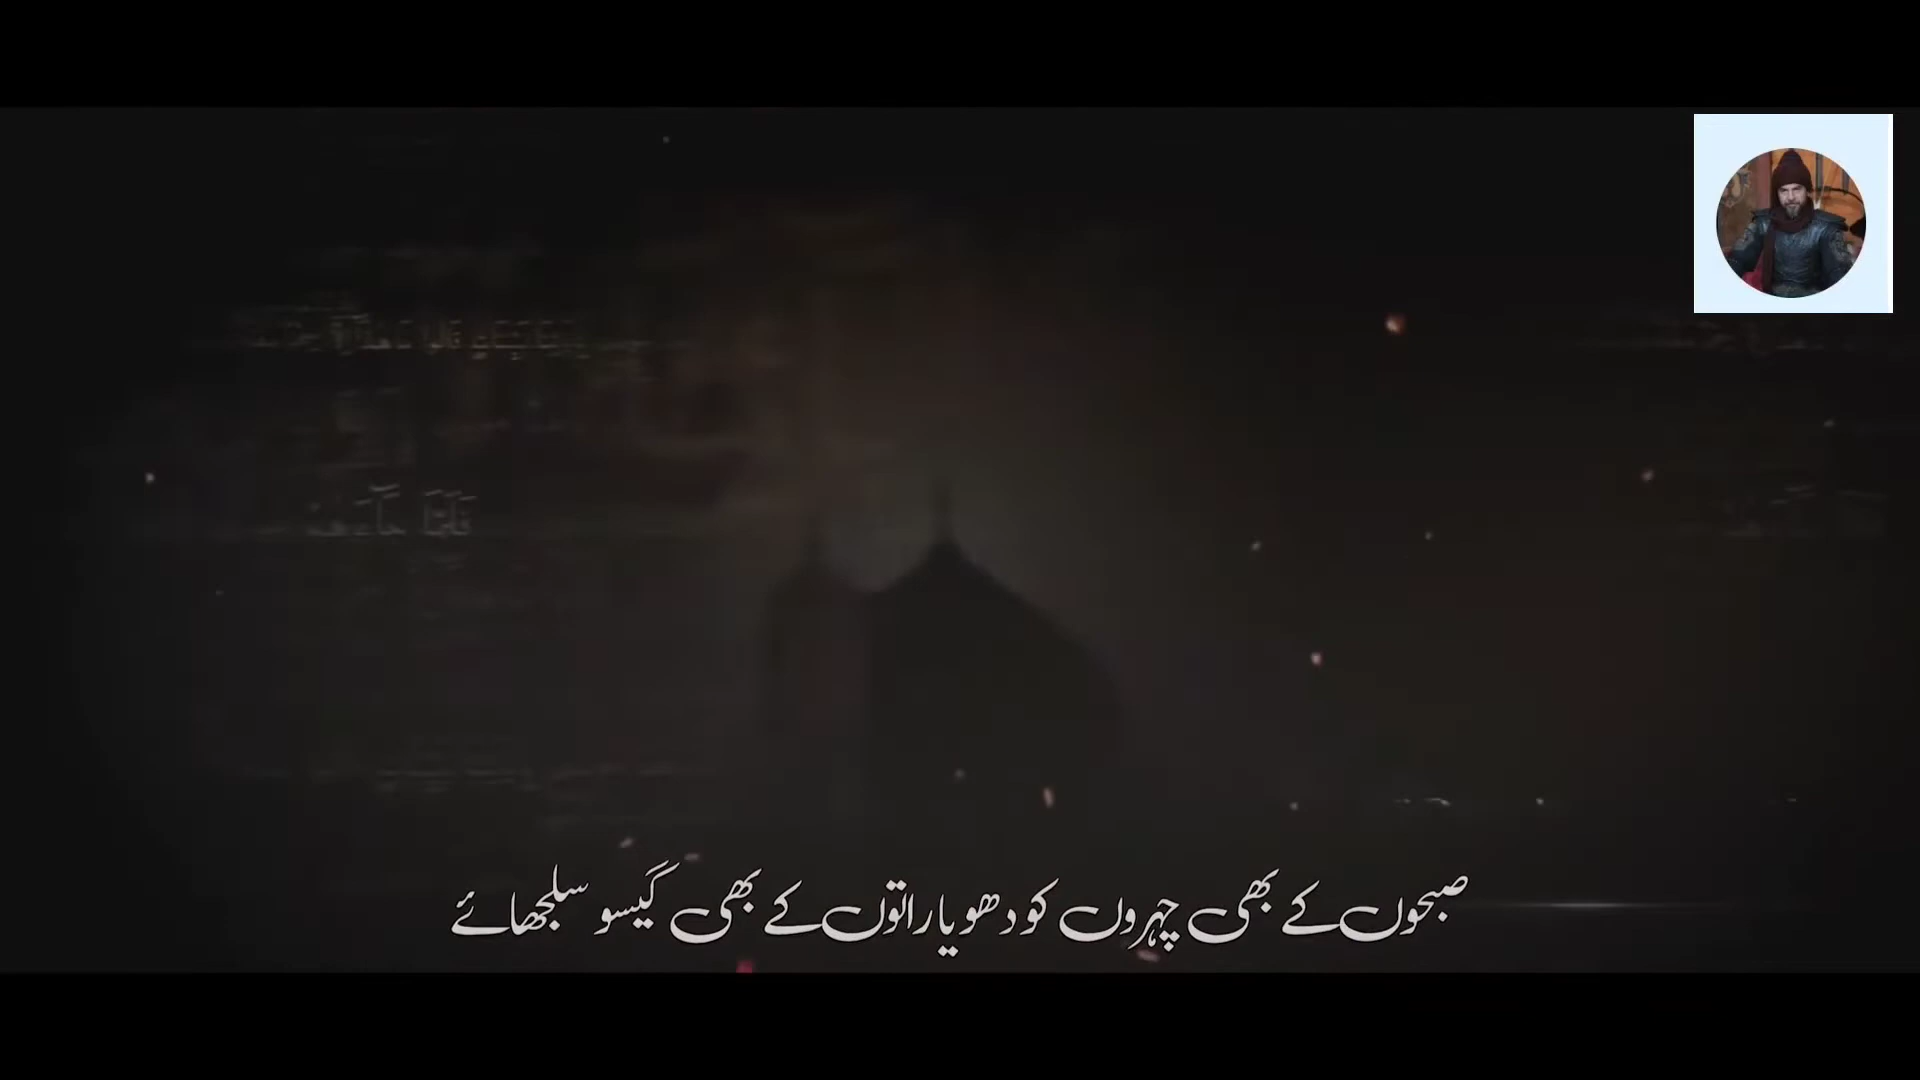 صبحوں کے بھی چہروں کو دھویا راتوں کے بھی گیسو سلجھائے